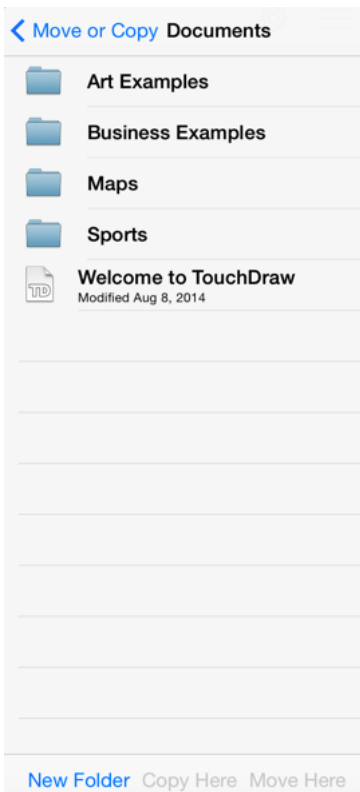 Move or Copy Documents
Art Examples
Business Examples
Maps
Sports
TD
Welcome to TouchDraw
Modified Aug 8, 2014
New Folder Copy Here Move Here